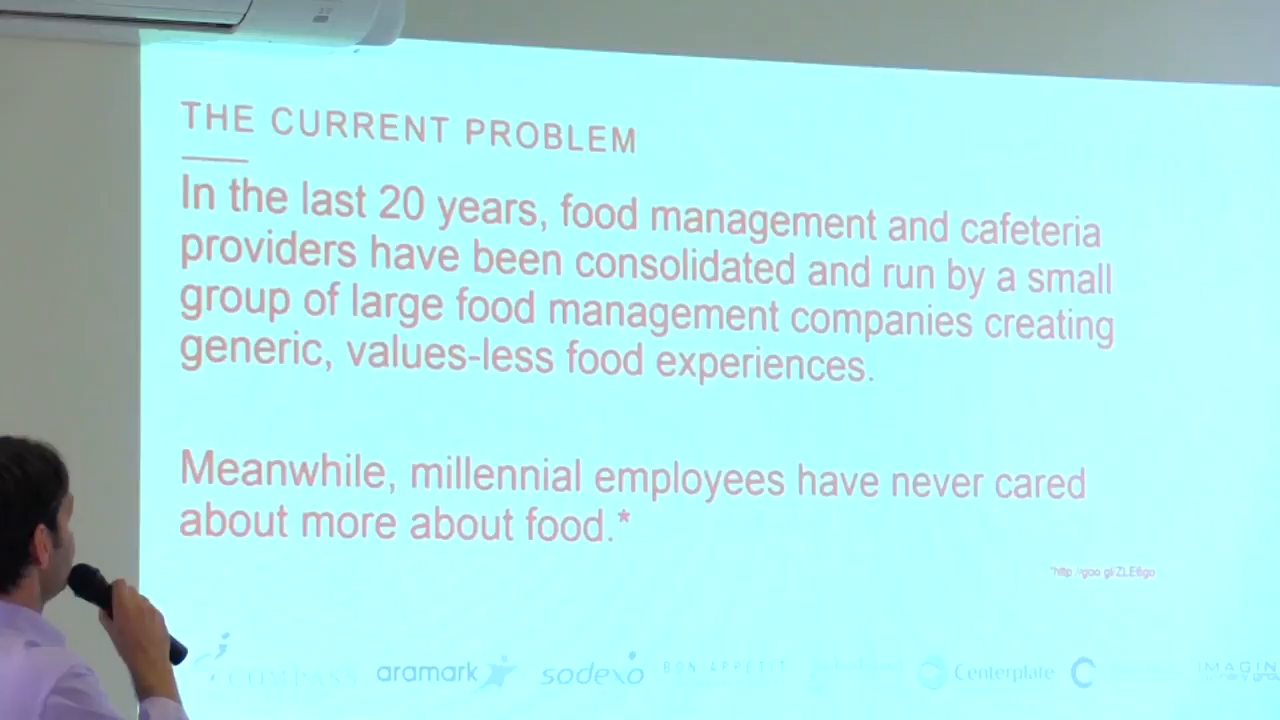 THE CURRENT PROBLEM
In the last 20 years, food management and cafeteria
providers have been consolidated and run by a small
group of large food management companies creating
generic, values-less food experiences.
Meanwhile, millennial employees have never cared
about more about food.*
COMPASS aramark sodexo BON APPETIT Centerplate IMAGIN